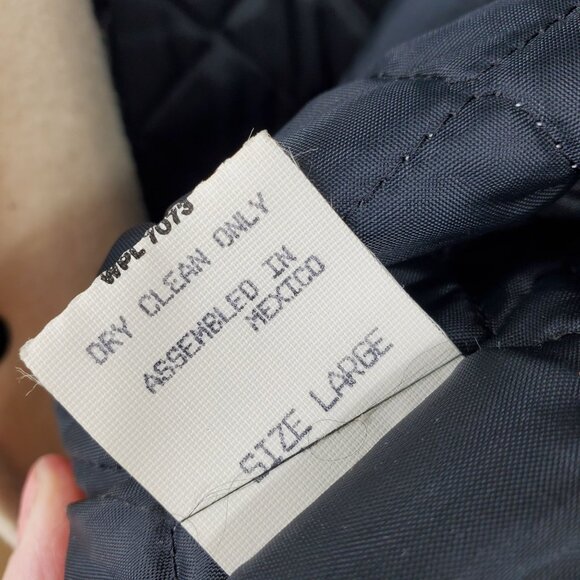 WPL 7073
DRY CLEAN ONLY
ASSEMBLED IN
MEXICO
SIZE LARGE